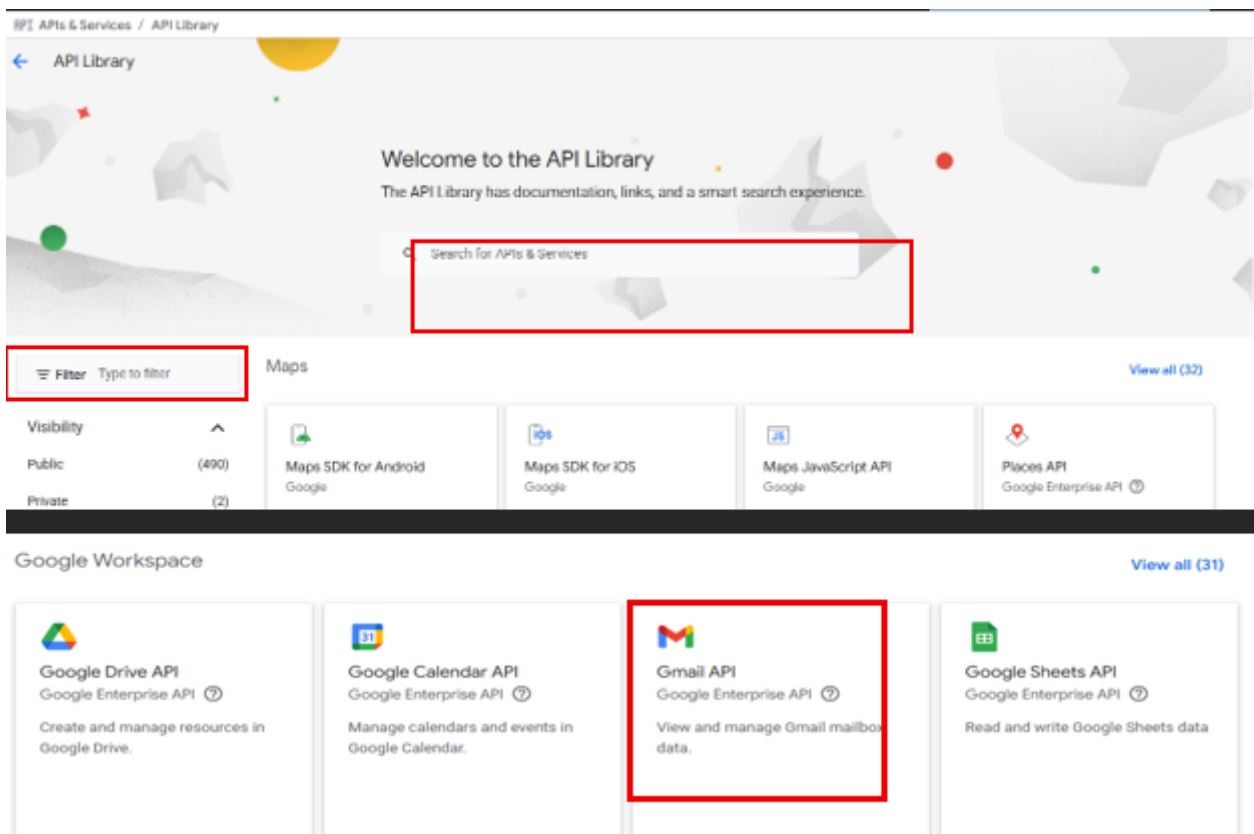 API APIs & Services / API Library
API Library
Welcome to the API Library
The API Library has documentation, links, and a smart search experience.
Search for APIs & Services
Filter Type to filter
Maps
View all (32)
Visibility
Public (490)
Private (2)
Maps SDK for Android
Google
iOS
Maps SDK for iOS
Google
JS
Maps JavaScript API
Google
Places API
Google Enterprise API ?
Google Workspace
View all (31)
Google Drive API
Google Enterprise API ?
Create and manage resources in
Google Drive.
31
Google Calendar API
Google Enterprise API ?
Manage calendars and events in
Google Calendar.
Gmail API
Google Enterprise API ?
View and manage Gmail mailbox
data.
Google Sheets API
Google Enterprise API ?
Read and write Google Sheets data